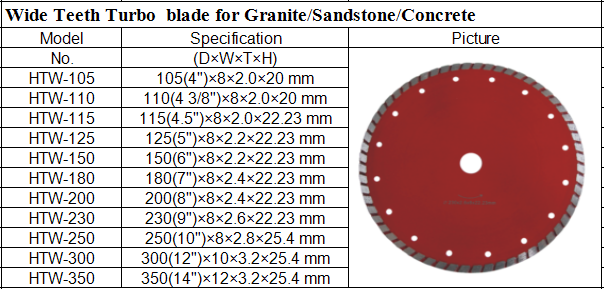 Wide Teeth Turbo blade for Granite/Sandstone/Concrete
Model Specification Picture
No. (D×W×T×H)
HTW-105 105(4")×8×2.0×20 mm
HTW-110 110(4 3/8")×8×2.0×20 mm
HTW-115 115(4.5")×8×2.0×22.23 mm
HTW-125 125(5")×8×2.2×22.23 mm
HTW-150 150(6")×8×2.2×22.23 mm
HTW-180 180(7")×8×2.4×22.23 mm
HTW-200 200(8")×8×2.4×22.23 mm
HTW-230 230(9")×8×2.6×22.23 mm
HTW-250 250(10")×8×2.8×25.4 mm
HTW-300 300(12")×10×3.2×25.4 mm
HTW-350 350(14")×12×3.2×25.4 mm